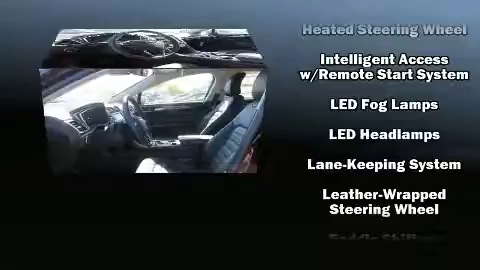 Heated Steering Wheel
Intelligent Access
w/Remote Start System
LED Fog Lamps
LED Headlamps
Lane-Keeping System
Leather-Wrapped
Steering Wheel